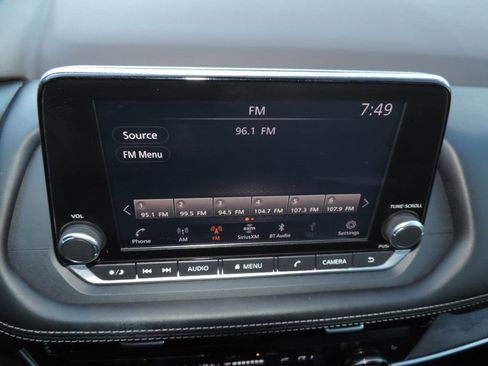 FM
7:49
Source
96.1 FM
FM Menu
1 2 3 4 5 6
95.1 FM 99.5 FM 94.5 FM 104.7 FM 107.3 FM 107.9 FM
VOL
TUNE·SCROLL
Phone AM FM SiriusXM BT Audio Settings
PUSH
AUDIO MENU CAMERA